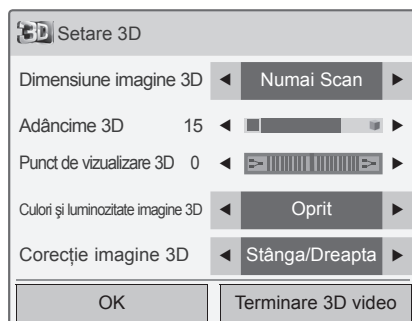 3D Setare 3D
Dimensiune imagine 3D Numai Scan
Adâncime 3D 15
Punct de vizualizare 3D 0
Culori şi luminozitate imagine 3D Oprit
Corecţie imagine 3D Stânga/Dreapta
OK Terminare 3D video